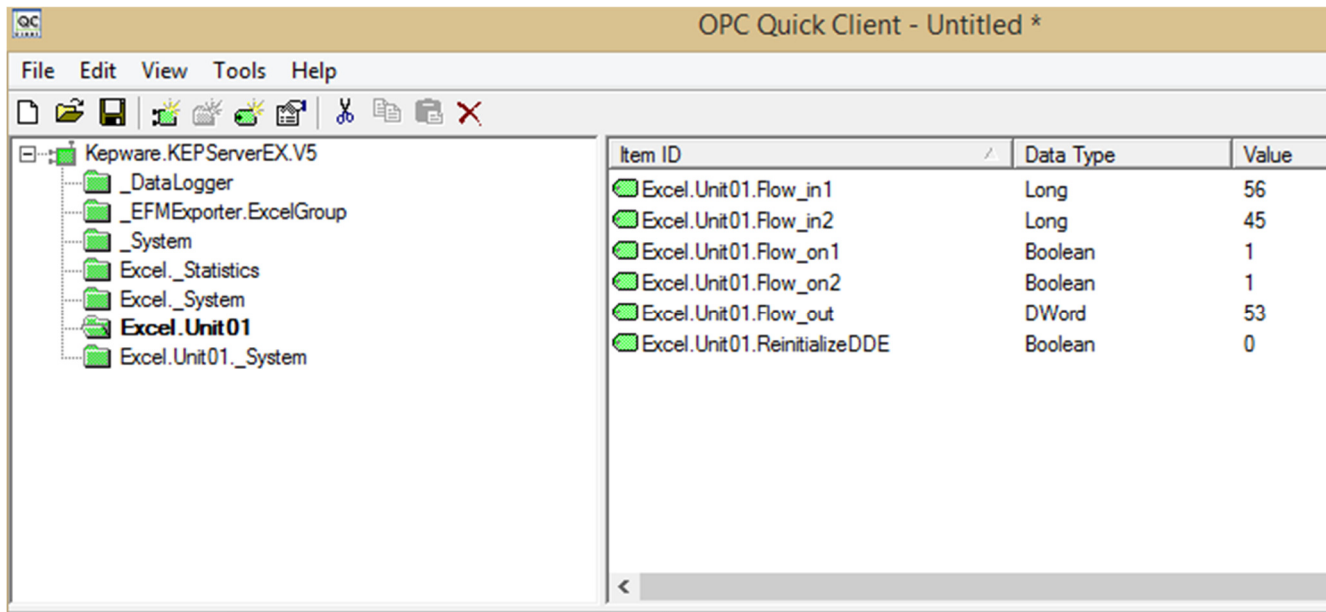 OPC Quick Client - Untitled *
File Edit View Tools Help
Kepware.KEPServerEX.V5
_DataLogger
_EFMExporter.ExcelGroup
_System
Excel._Statistics
Excel._System
Excel.Unit01
Excel.Unit01._System
Item ID Data Type Value
Excel.Unit01.Flow_in1 Long 56
Excel.Unit01.Flow_in2 Long 45
Excel.Unit01.Flow_on1 Boolean 1
Excel.Unit01.Flow_on2 Boolean 1
Excel.Unit01.Flow_out DWord 53
Excel.Unit01.ReinitializeDDE Boolean 0